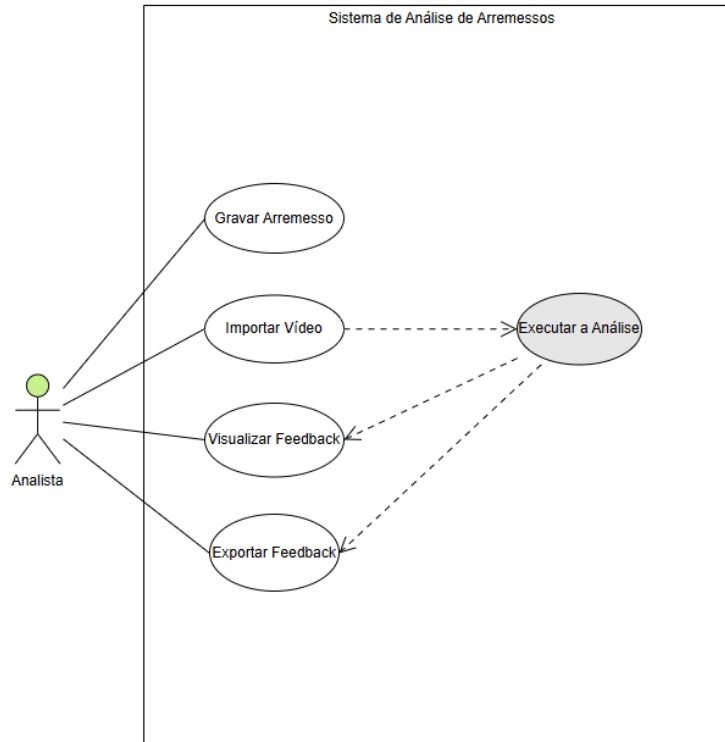 Sistema de Análise de Arremessos
Gravar Arremesso
Importar Vídeo
Executar a Análise
Visualizar Feedback
Analista
Exportar Feedback